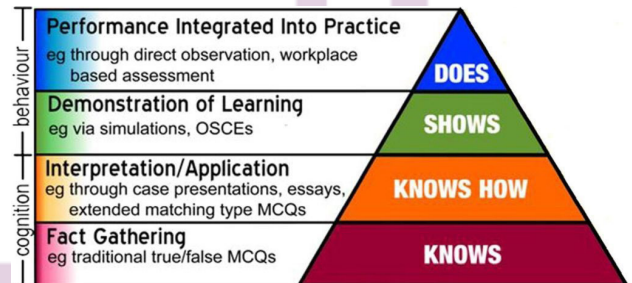 Performance Integrated Into Practice
eg through direct observation, workplace
based assessment
DOES
Demonstration of Learning
eg via simulations, OSCEs
SHOWS
Interpretation/Application
eg through case presentations, essays,
extended matching type MCQs
KNOWS HOW
Fact Gathering
eg traditional true/false MCQs
KNOWS
behaviour
cognition